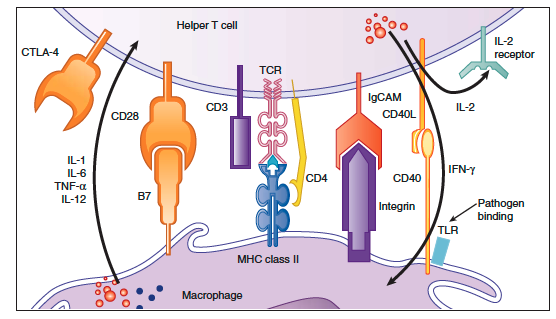 Helper T cell
CTLA-4
IL-2
receptor
TCR
CD28
CD3
IgCAM
CD40L
IL-2
IL-1
IL-6
TNF-α
IL-12
B7
CD4
CD40
IFN-γ
Integrin
Pathogen
binding
TLR
MHC class II
Macrophage